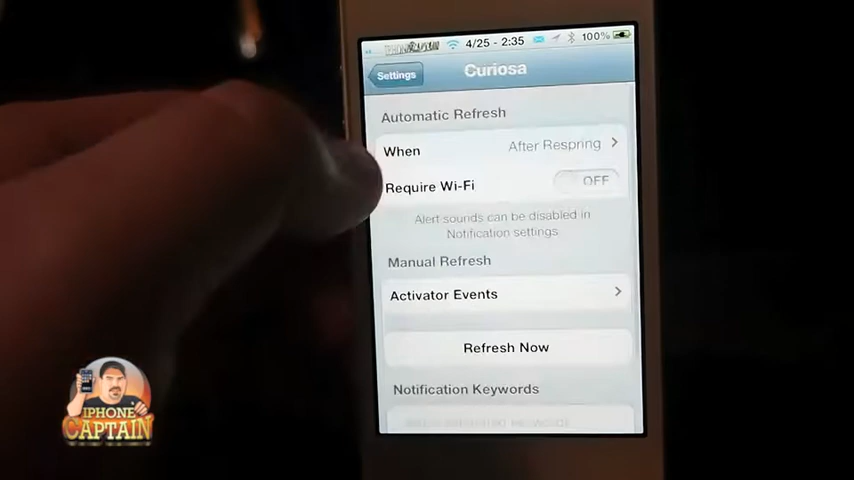 4/25 - 2:35 100%
Settings
Curiosa
Automatic Refresh
When After Respring
Require Wi-Fi OFF
Alert sounds can be disabled in
Notification settings
Manual Refresh
Activator Events
Refresh Now
Notification Keywords
IPHONE
CAPTAIN